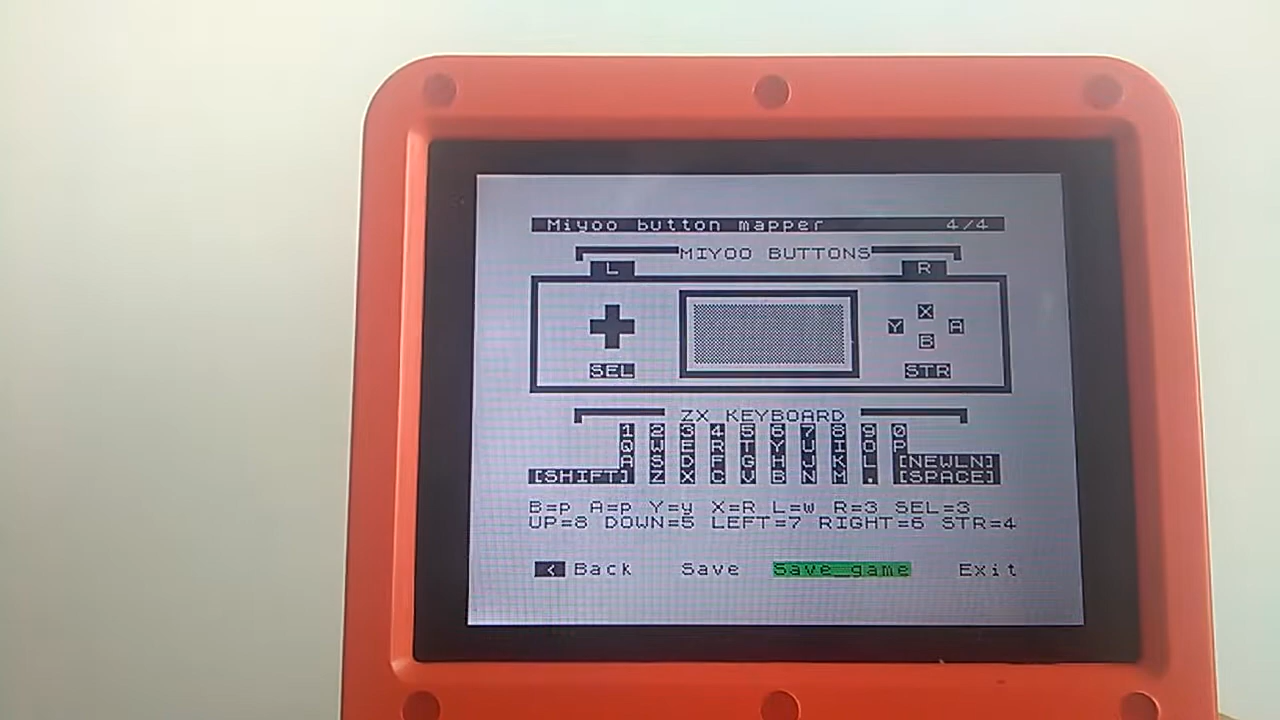 Miyoo button mapper 4/4
MIYOO BUTTONS
L R
X
Y A
B
SEL STR
ZX KEYBOARD
1 2 3 4 5 6 7 8 9 0
Q W E R T Y U I O P
A S D F G H J K L [NEWLN]
[SHIFT] Z X C V B N M . [SPACE]
B=p A=p Y=y X=R L=w R=3 SEL=3
UP=8 DOWN=5 LEFT=7 RIGHT=6 STR=4
< Back Save Save_game Exit